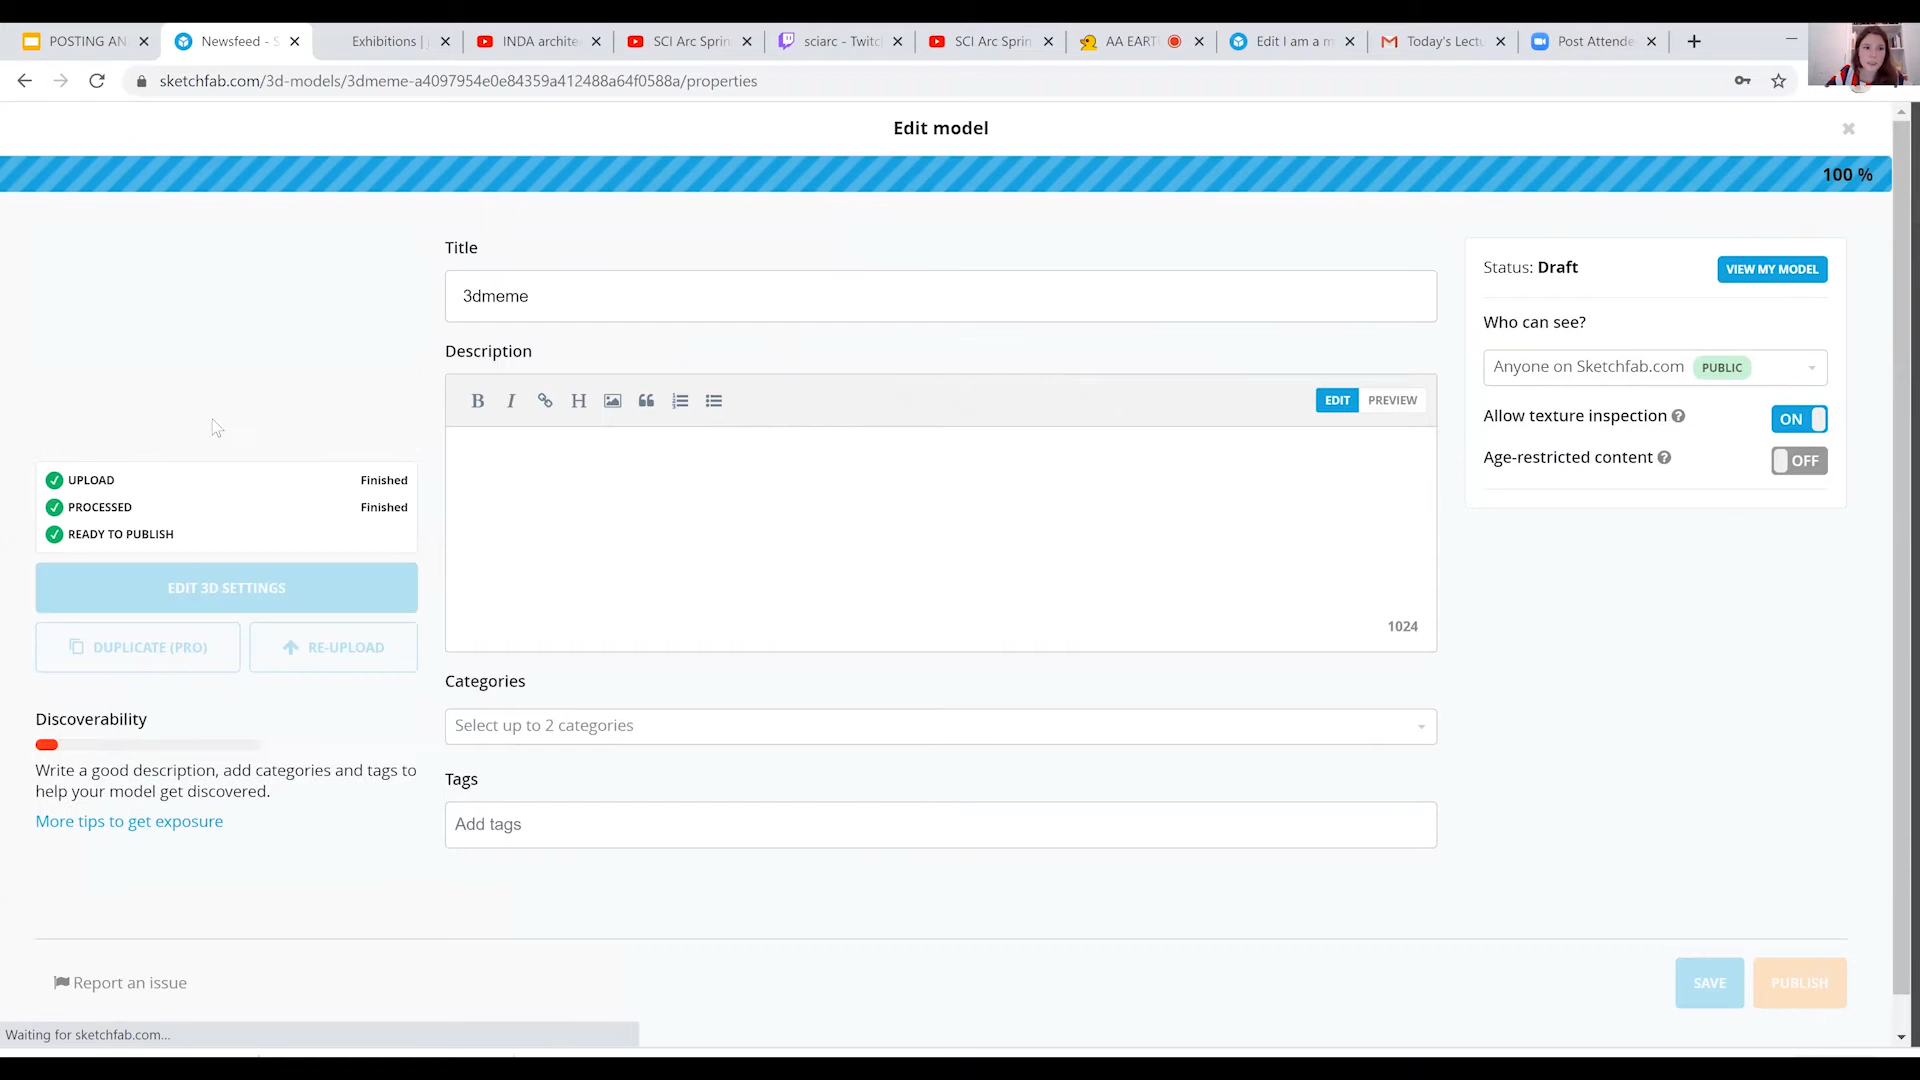 POSTING AN
Newsfeed - S
Exhibitions |
INDA archite
SCI Arc Sprin
sciarc - Twitc
SCI Arc Sprin
AA EART
Edit I am a m
Today's Lectu
Post Attende
sketchfab.com/3d-models/3dmeme-a4097954e0e84359a412488a64f0588a/properties
Edit model
100 %
Title
3dmeme
Description
B I H
EDIT PREVIEW
1024
Categories
Select up to 2 categories
Tags
Add tags
Status: Draft
VIEW MY MODEL
Who can see?
Anyone on Sketchfab.com PUBLIC
Allow texture inspection ON
Age-restricted content OFF
UPLOAD Finished
PROCESSED Finished
READY TO PUBLISH
EDIT 3D SETTINGS
DUPLICATE (PRO)
RE-UPLOAD
Discoverability
Write a good description, add categories and tags to
help your model get discovered.
More tips to get exposure
Report an issue
SAVE
PUBLISH
Waiting for sketchfab.com...